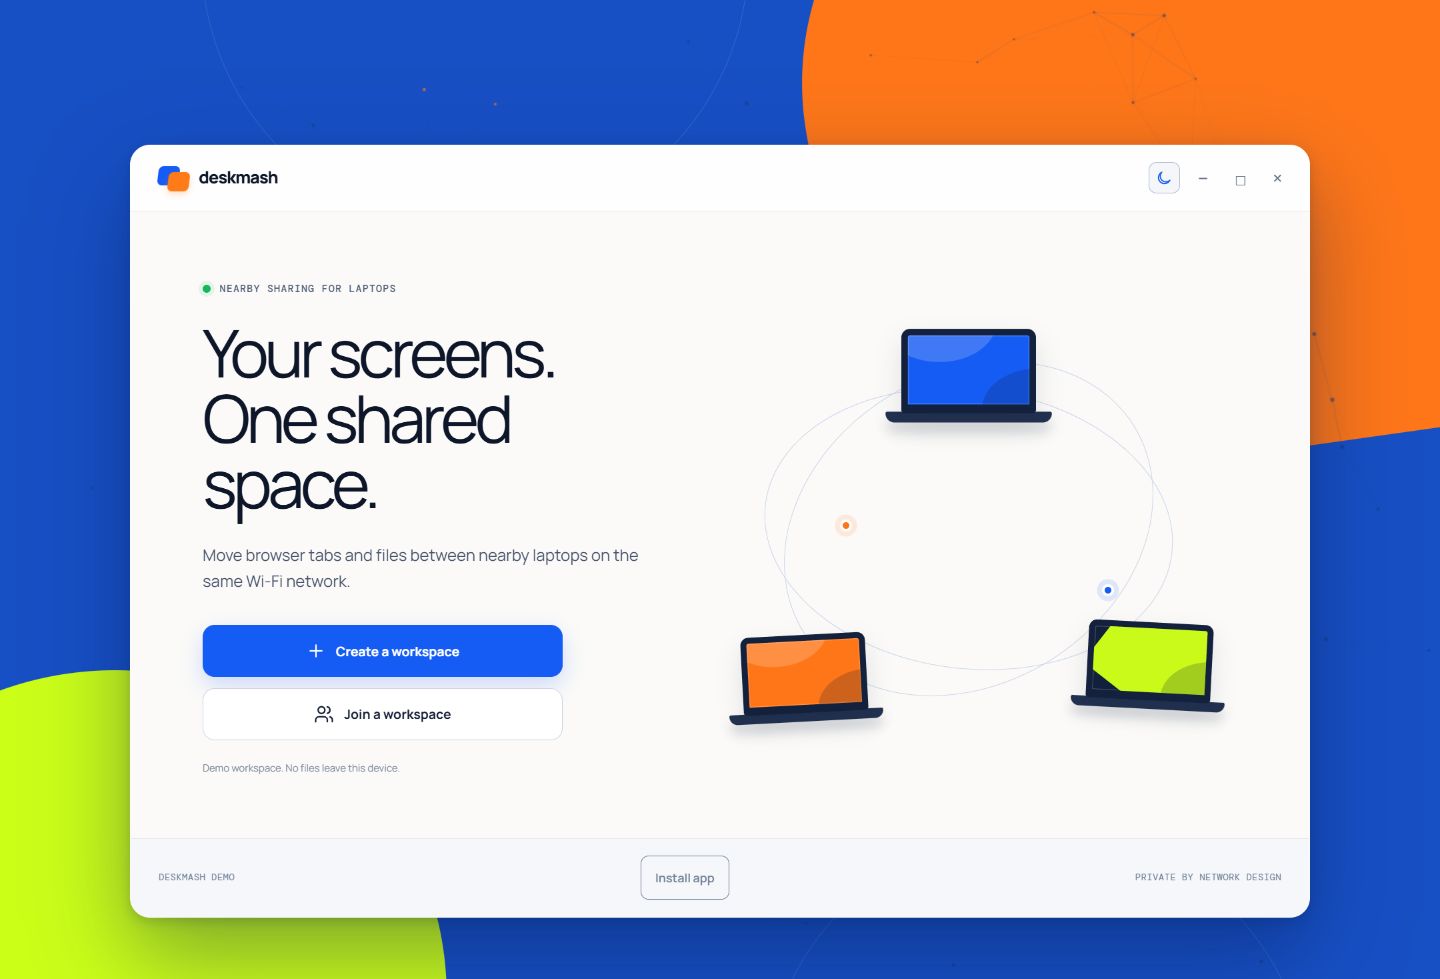 deskmash
NEARBY SHARING FOR LAPTOPS
Your screens.
One shared
space.
Move browser tabs and files between nearby laptops on the
same Wi-Fi network.
Create a workspace
Join a workspace
Demo workspace. No files leave this device.
DESKMASH DEMO
Install app
PRIVATE BY NETWORK DESIGN